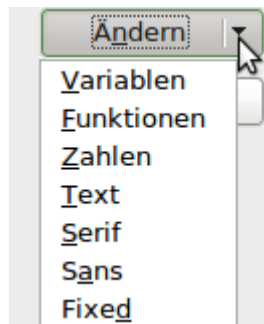 Ändern
Variablen
Funktionen
Zahlen
Text
Serif
Sans
Fixed